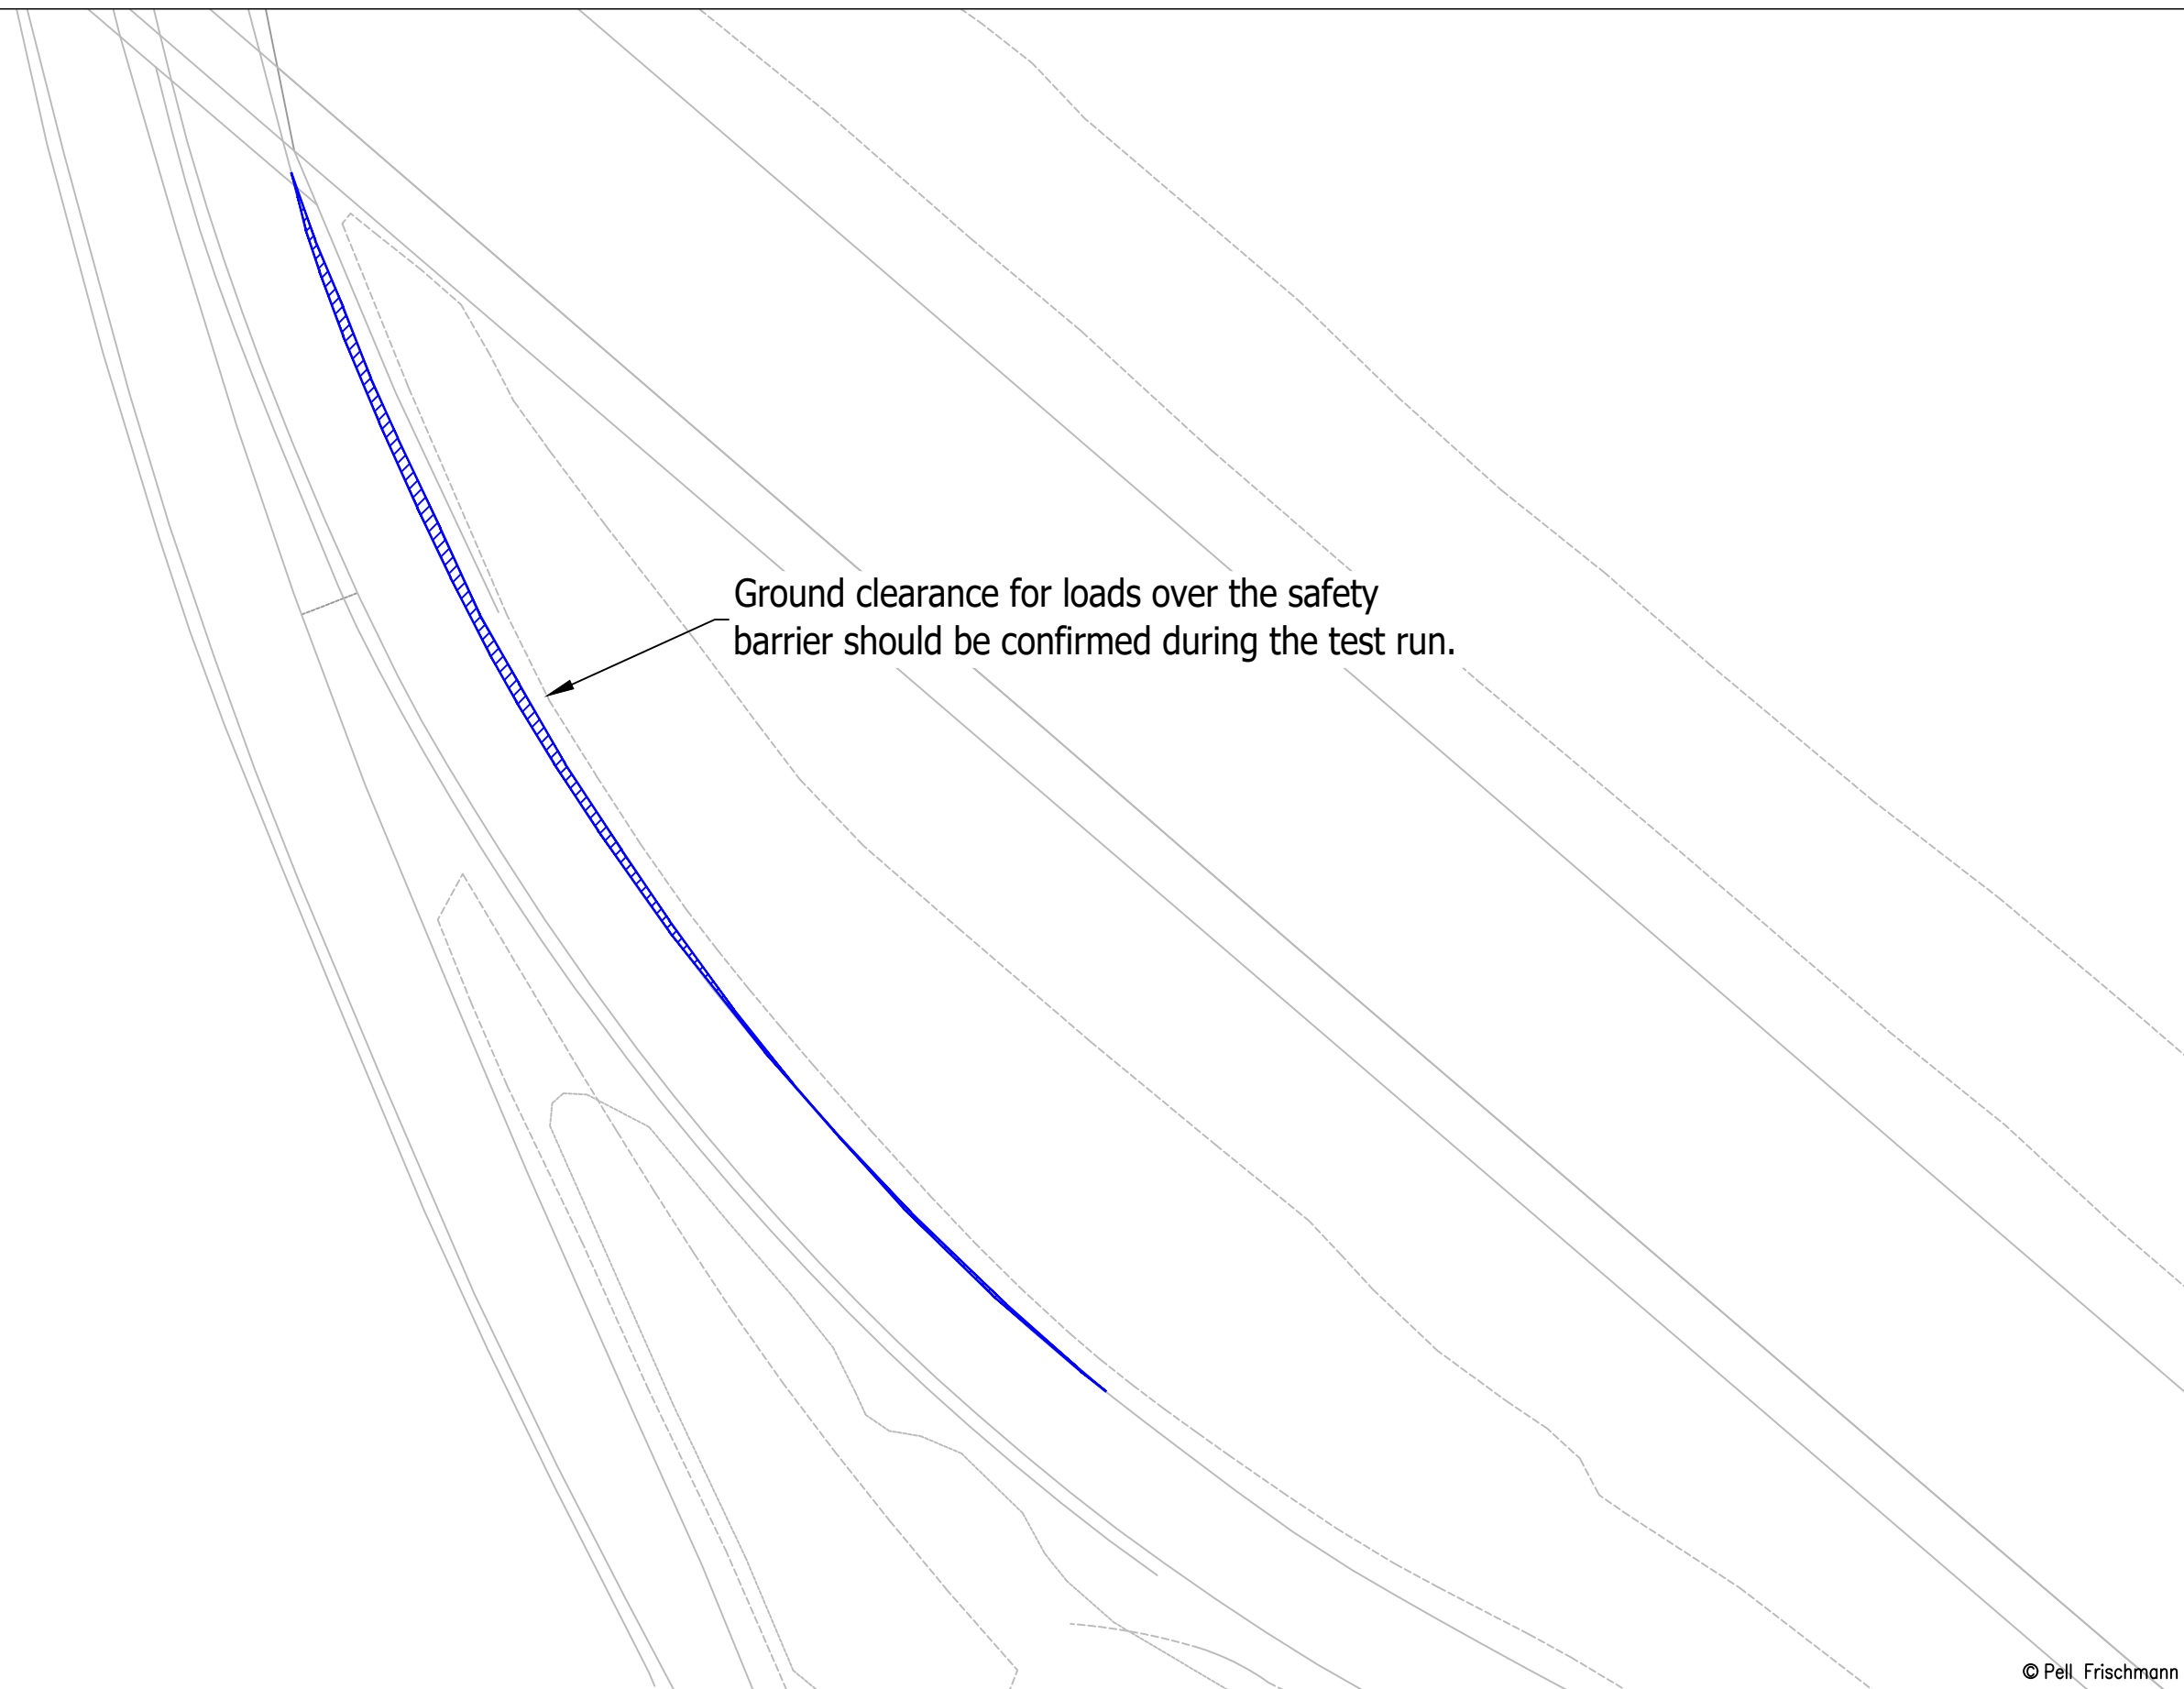 Ground clearance for loads over the safety
barrier should be confirmed during the test run.
© Pell Frischmann